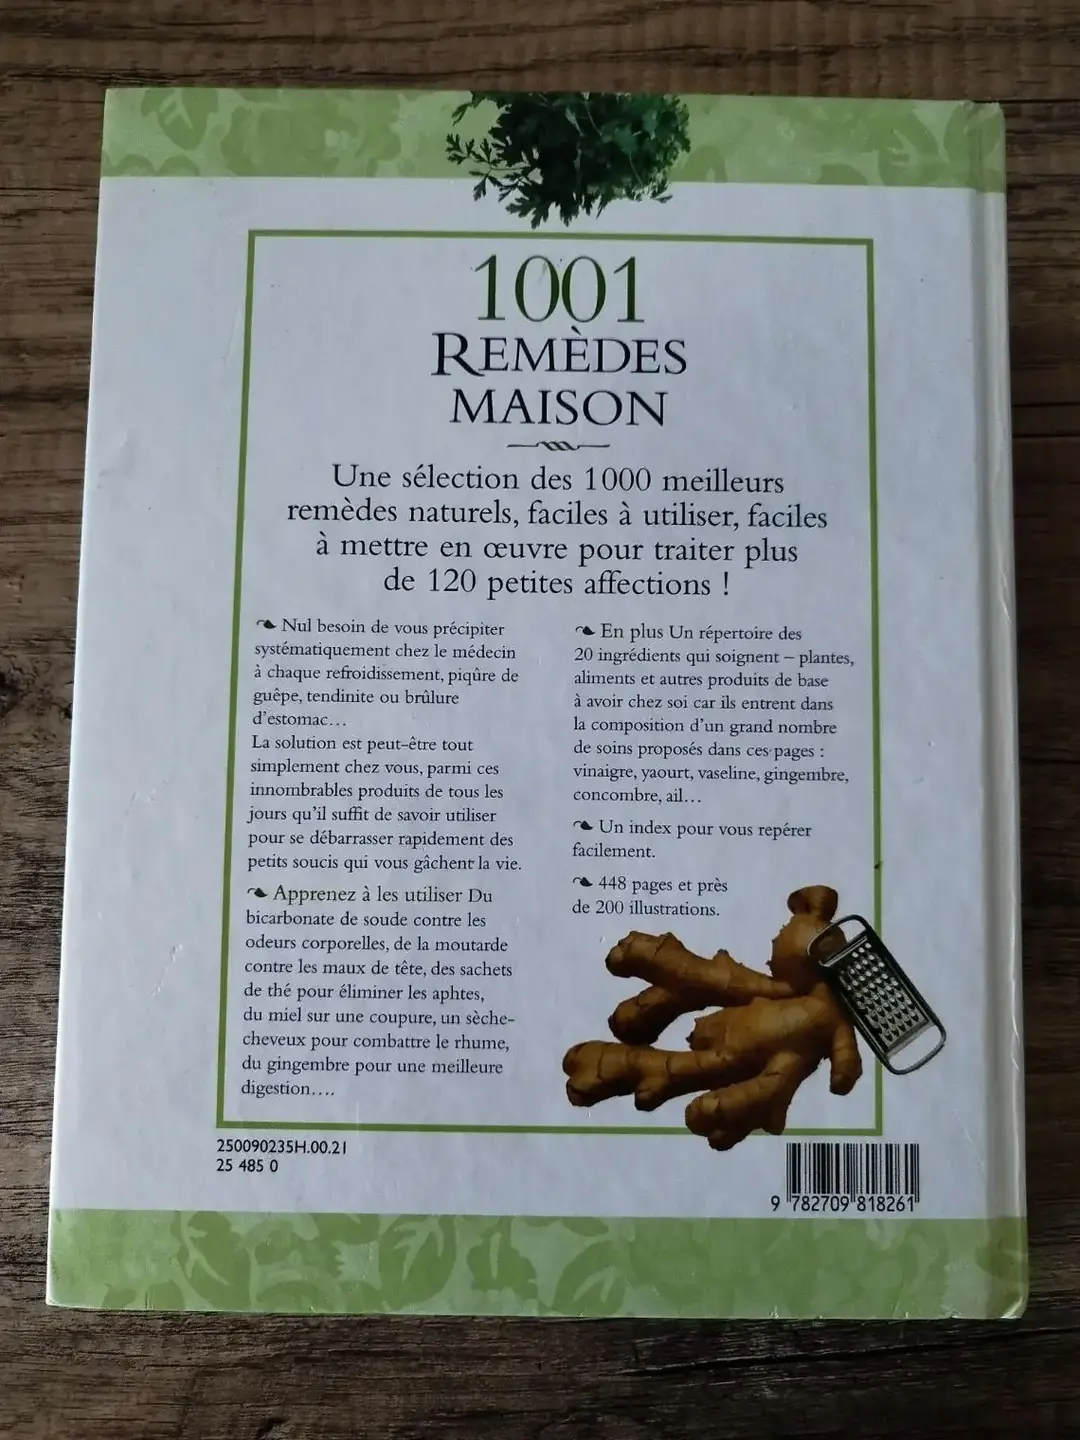 1001
REMÈDES
MAISON
Une sélection des 1000 meilleurs
remèdes naturels, faciles à utiliser, faciles
à mettre en œuvre pour traiter plus
de 120 petites affections !
Nul besoin de vous précipiter
systématiquement chez le médecin
à chaque refroidissement, piqûre de
guêpe, tendinite ou brûlure
d'estomac…
La solution est peut-être tout
simplement chez vous, parmi ces
innombrables produits de tous les
jours qu'il suffit de savoir utiliser
pour se débarrasser rapidement des
petits soucis qui vous gâchent la vie.
Apprenez à les utiliser Du
bicarbonate de soude contre les
odeurs corporelles, de la moutarde
contre les maux de tête, des sachets
de thé pour éliminer les aphtes,
du miel sur une coupure, un sèche-
cheveux pour combattre le rhume,
du gingembre pour une meilleure
digestion….
En plus Un répertoire des
20 ingrédients qui soignent – plantes,
aliments et autres produits de base
à avoir chez soi car ils entrent dans
la composition d'un grand nombre
de soins proposés dans ces pages :
vinaigre, yaourt, vaseline, gingembre,
concombre, ail…
Un index pour vous repérer
facilement.
448 pages et près
de 200 illustrations.
250090235H.00.21
25 485 0
9 782709 818261